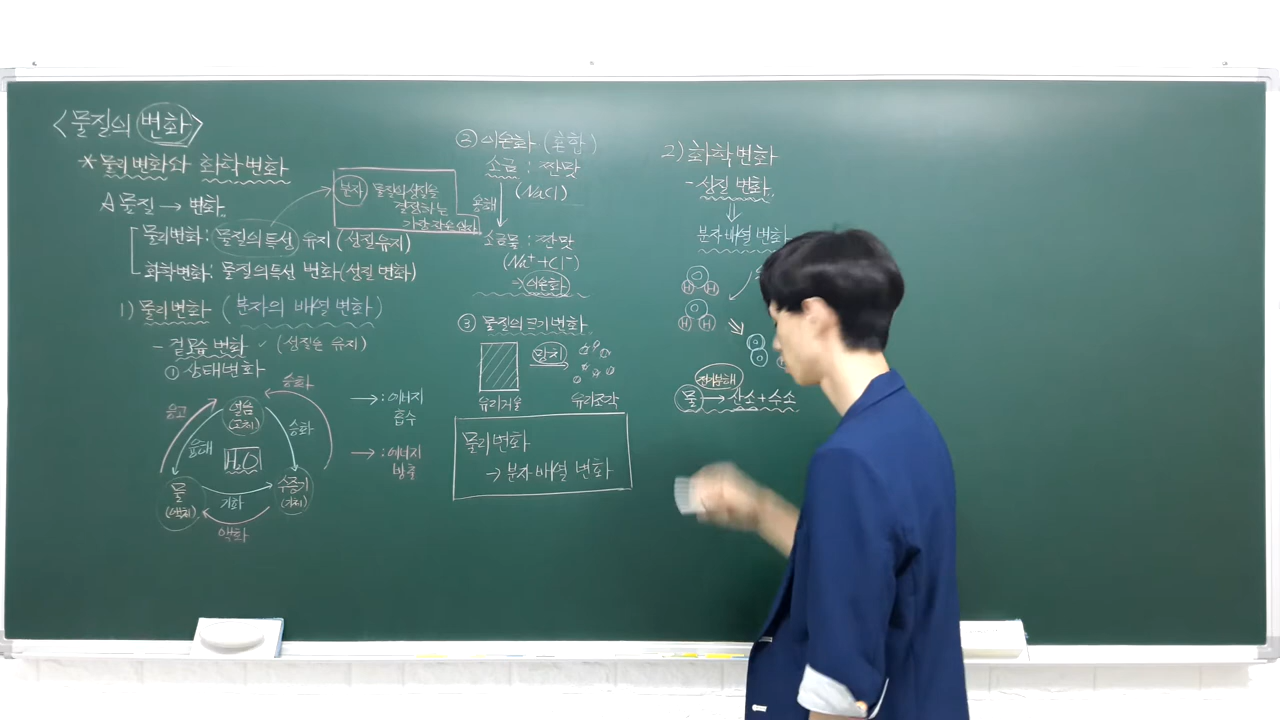 <물질의 변화>
* 물리변화와 화학변화
물질 → 변화
분자 물질의 성질을
결정하는
가장 작은 입자
물리변화: 물질의 특성 유지 (성질유지)
화학변화: 물질의 특성 변화 (성질 변화)
1) 물리변화 (분자의 배열 변화)
- 겉모습 변화 ✓ (성질은 유지)
① 상태변화
승화
응고
얼음
(고체)
융해
승화
H₂O
물
(액체)
수증기
(기체)
기화
액화
→ : 에너지
흡수
→ : 에너지
방출
② 이온화 (혼합)
소금 : 짠맛
(NaCl)
용해
소금물 : 짠맛
(Na⁺+Cl⁻)
→ 이온화
③ 물질의 크기변화
망치
유리거울
유리조각
물리변화
→ 분자배열 변화
2) 화학변화
- 성질 변화
분자배열 변화
O
H H
O
H H
O
O
전기분해
물 → 산소 + 수소